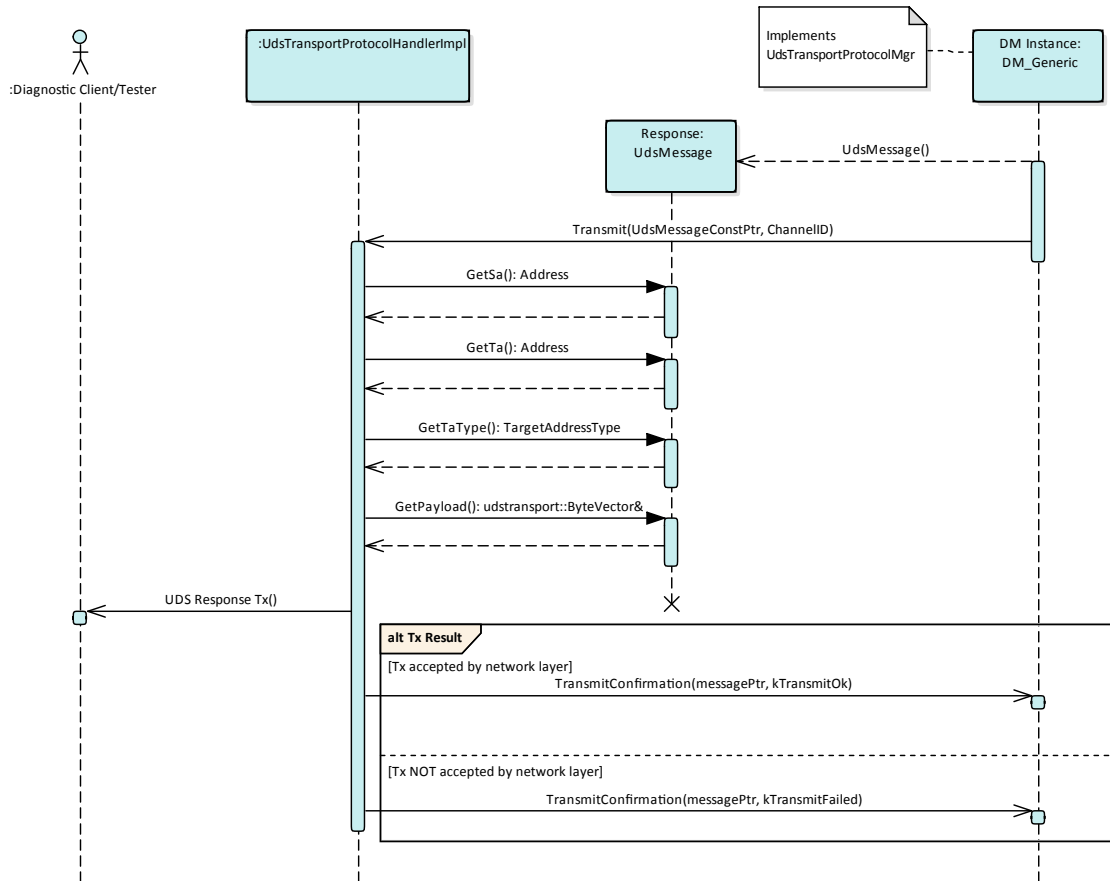 Implements
UdsTransportProtocolMgr
:UdsTransportProtocolHandlerImpl
DM Instance:
DM_Generic
:Diagnostic Client/Tester
Response:
UdsMessage
UdsMessage()
Transmit(UdsMessageConstPtr, ChannelID)
GetSa(): Address
GetTa(): Address
GetTaType(): TargetAddressType
GetPayload(): udstransport::ByteVector&
UDS Response Tx()
alt Tx Result
[Tx accepted by network layer]
TransmitConfirmation(messagePtr, kTransmitOk)
[Tx NOT accepted by network layer]
TransmitConfirmation(messagePtr, kTransmitFailed)